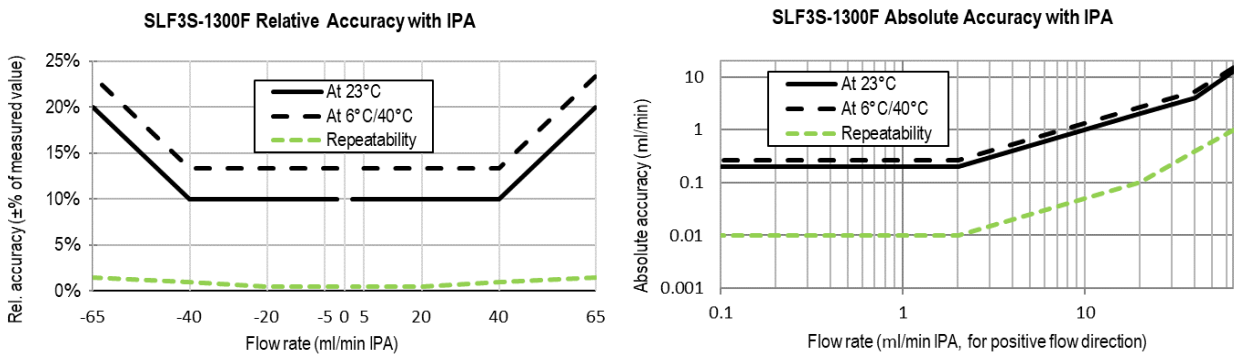 SLF3S-1300F Relative Accuracy with IPA
Rel. accuracy (±% of measured value)
25%
20%
15%
10%
5%
0%
At 23°C
At 6°C/40°C
Repeatability
-65 -40 -20 -5 0 5 20 40 65
Flow rate (ml/min IPA)
SLF3S-1300F Absolute Accuracy with IPA
Absolute accuracy (ml/min)
10
1
0.1
0.01
0.001
At 23°C
At 6°C/40°C
Repeatability
0.1 1 10
Flow rate (ml/min IPA, for positive flow direction)